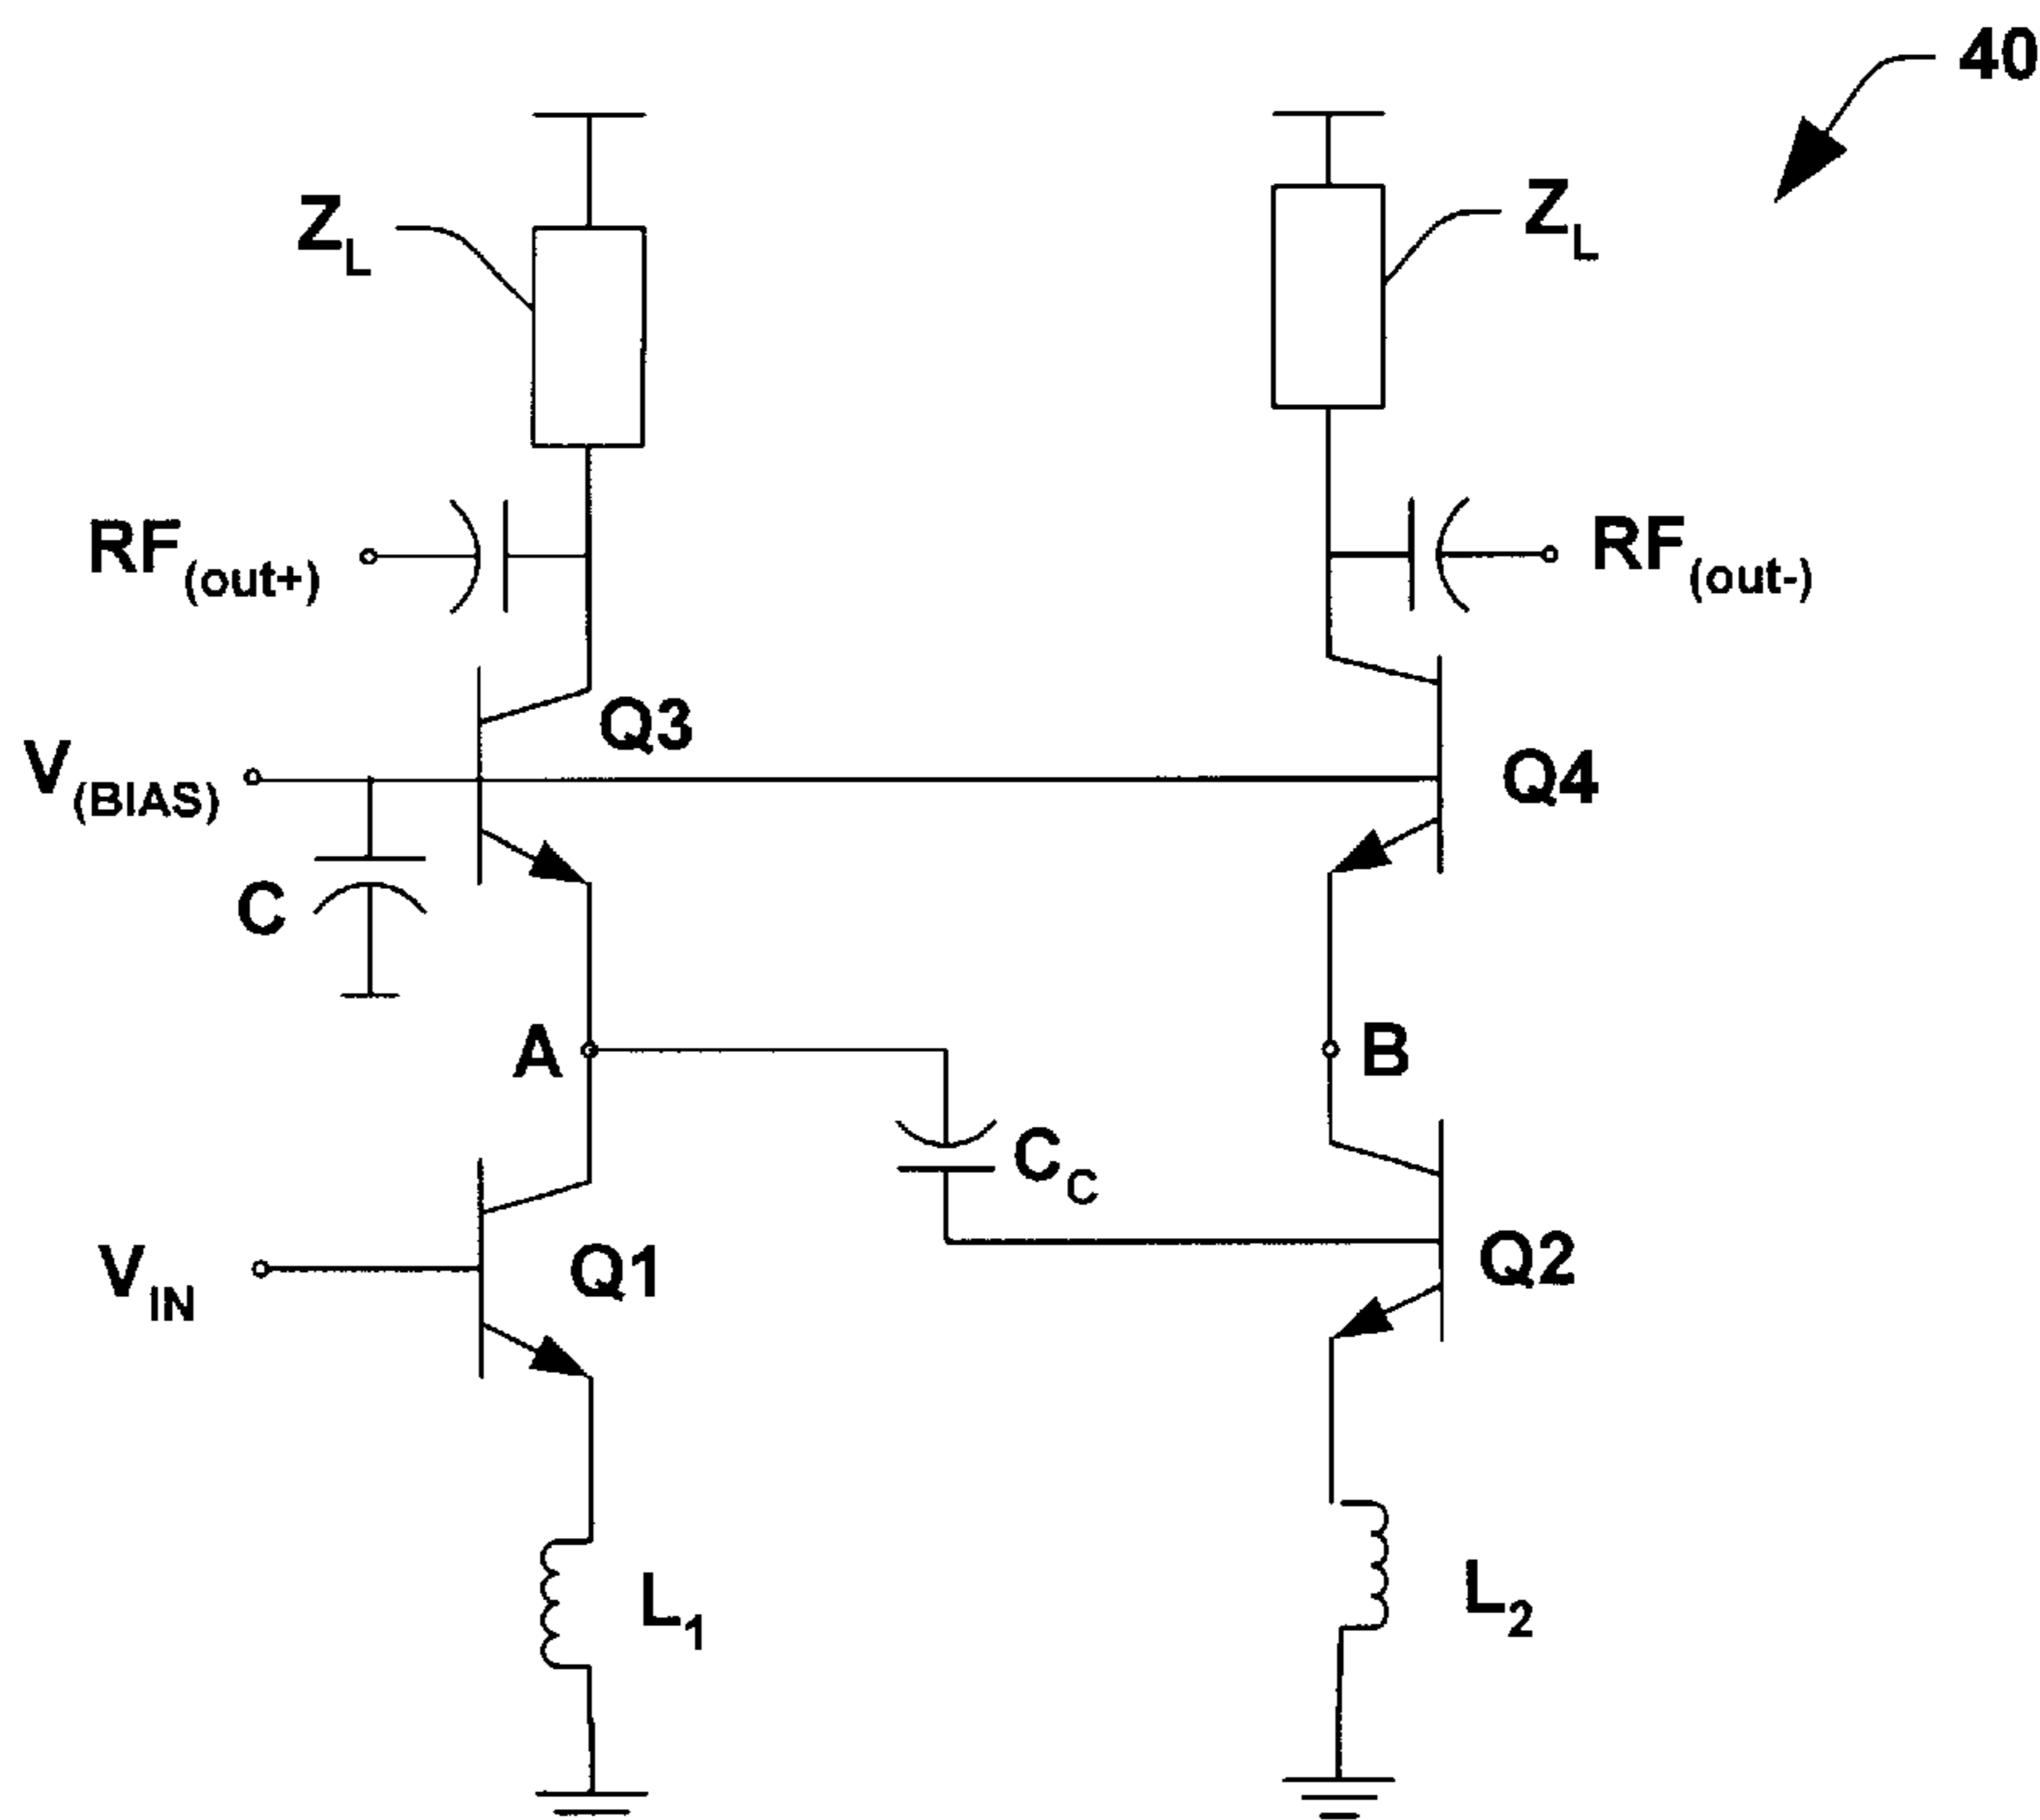 40
Z_L
Z_L
RF_(out+)
RF_(out-)
Q3
V_(BIAS)
Q4
C
A
B
C_C
V_IN
Q1
Q2
L_1
L_2